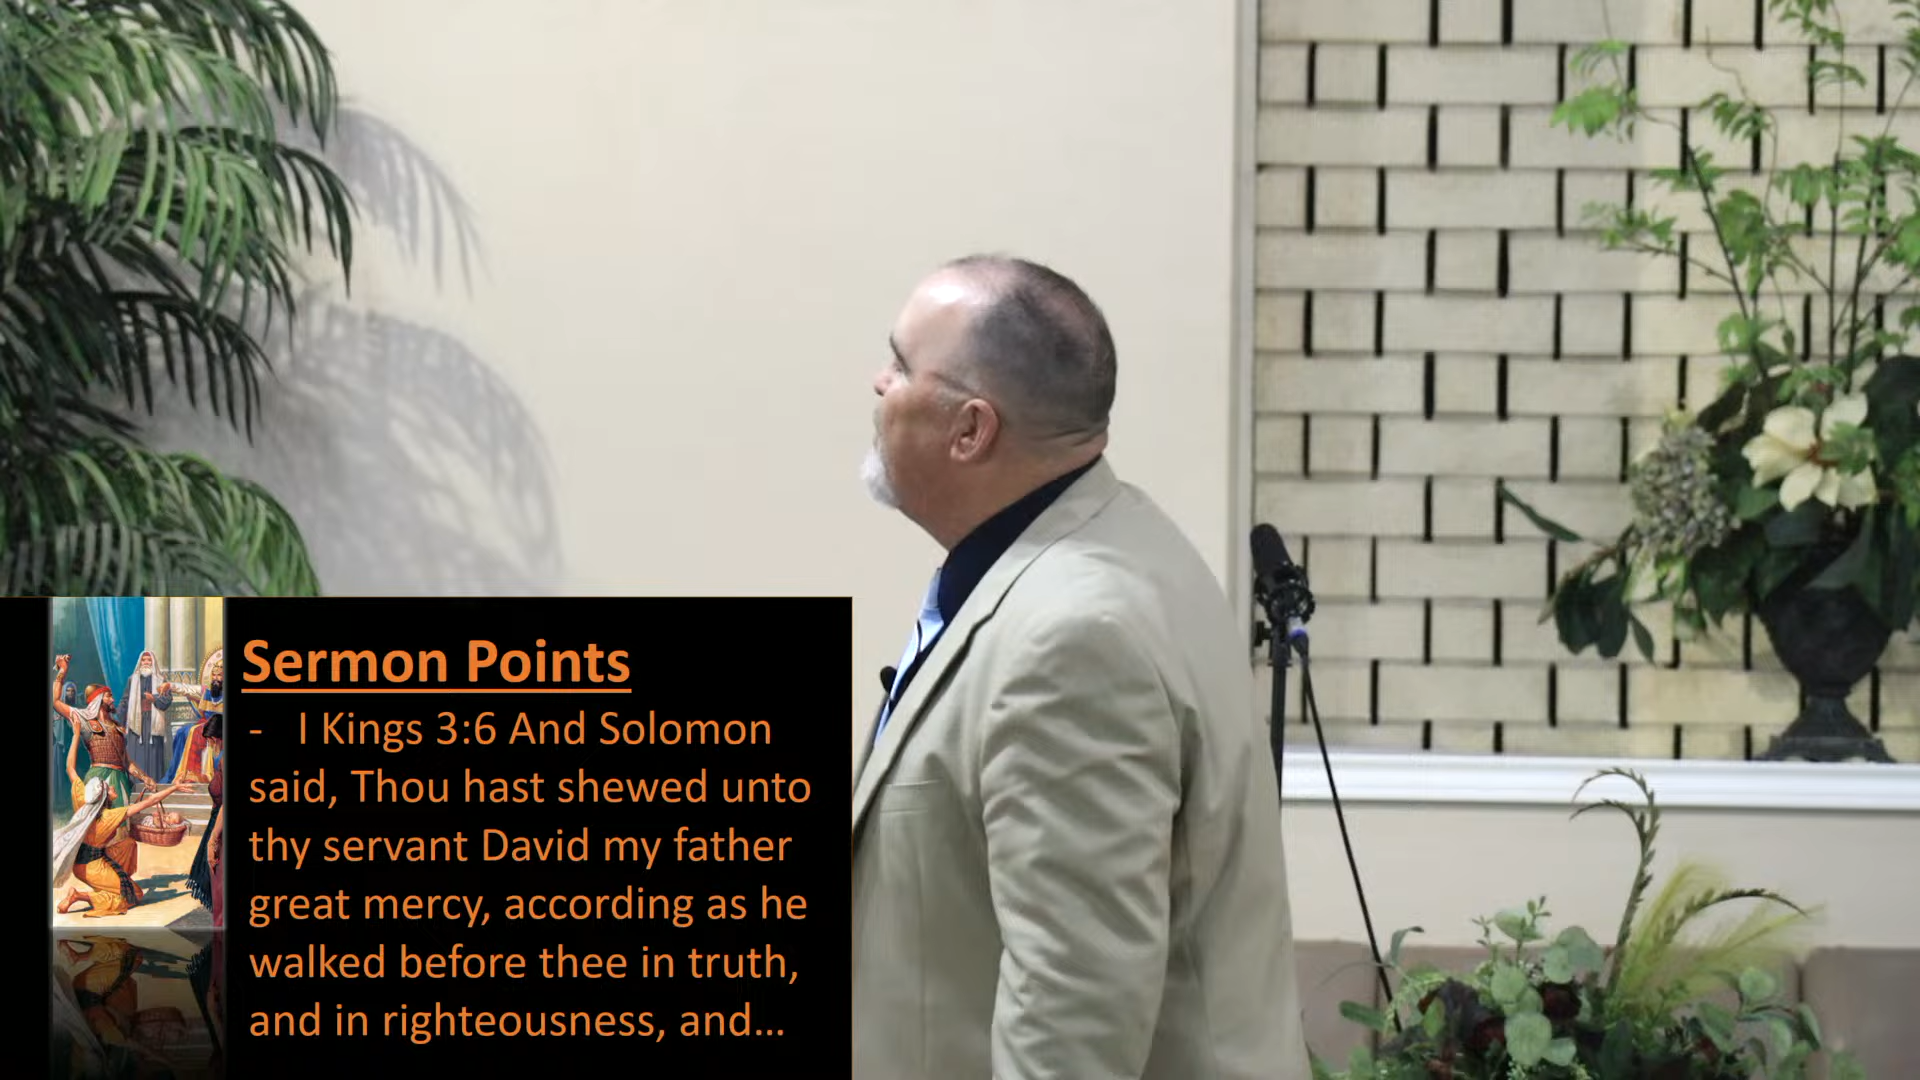 Sermon Points
- I Kings 3:6 And Solomon
said, Thou hast shewed unto
thy servant David my father
great mercy, according as he
walked before thee in truth,
and in righteousness, and...